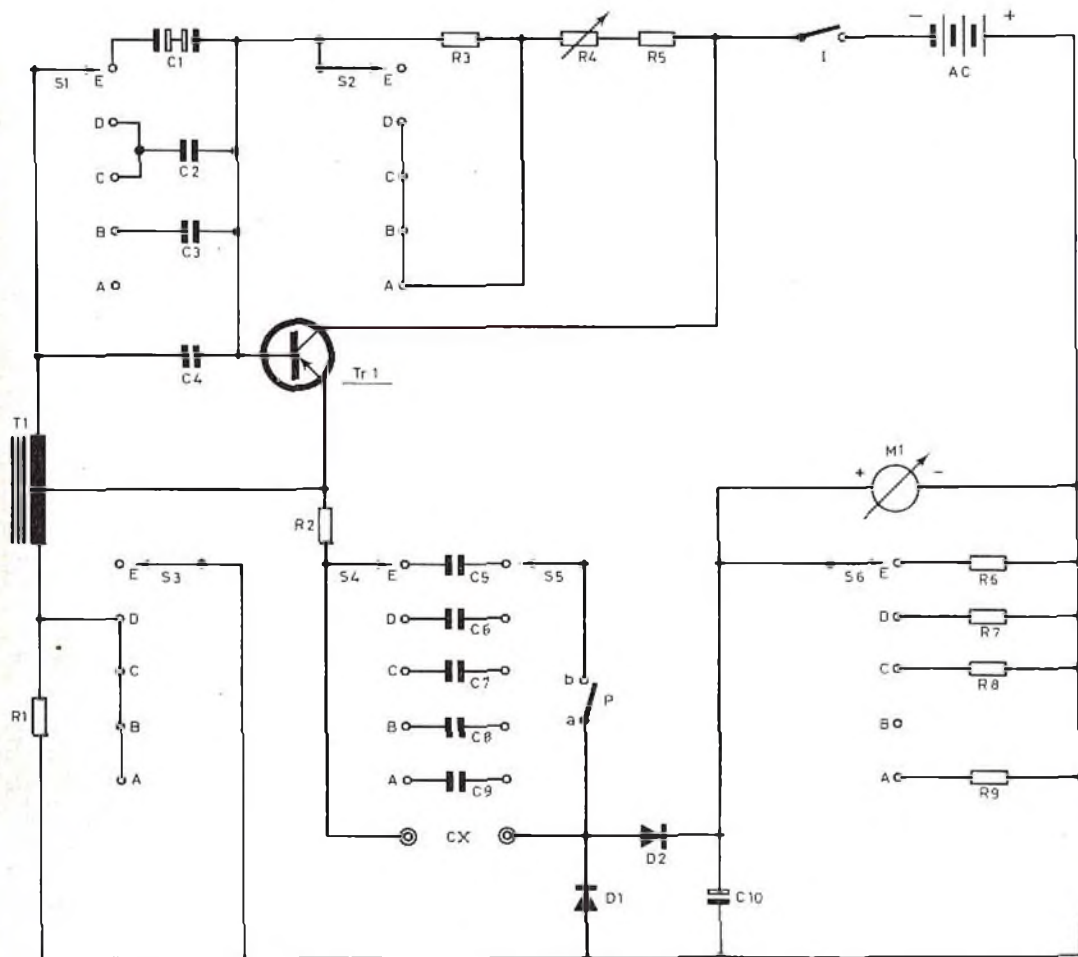 - +
C1
R3
R4
R5
I
AC
S1
E
S2
E
D
C
B
A
C2
C3
D
C
B
A
C4
Tr 1
T1
+ M1 -
R2
E
S3
S4
E
C5
S5
S6
E
R6
D
D
C6
D
R7
C
C
C7
b
P
a
C
R8
R1
B
B
C8
B
A
A
C9
A
R9
CX
D2
D1
C10